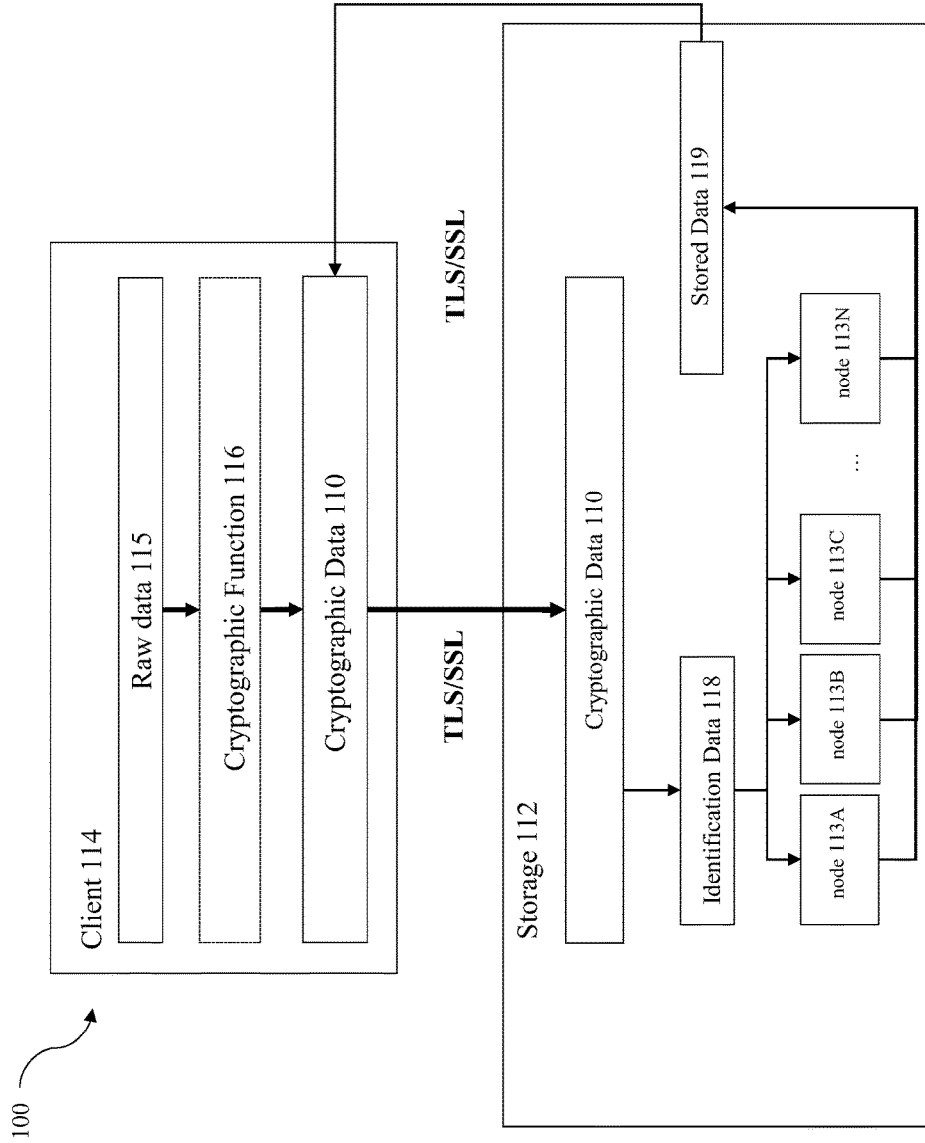 100
Client 114
Raw data 115
Cryptographic Function 116
Cryptographic Data 110
TLS/SSL
TLS/SSL
Storage 112
Cryptographic Data 110
Identification Data 118
Stored Data 119
node 113A
node 113B
node 113C
...
node 113N